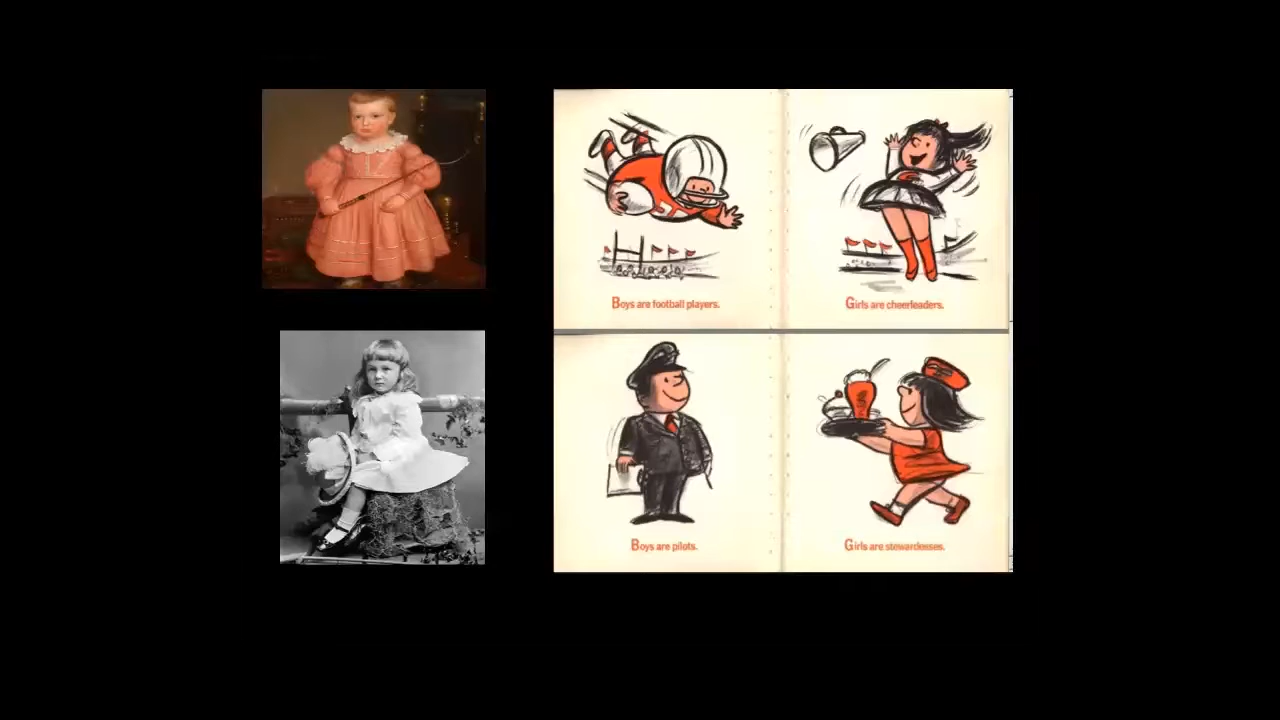 Boys are football players.
Girls are cheerleaders.
Boys are pilots.
Girls are stewardesses.